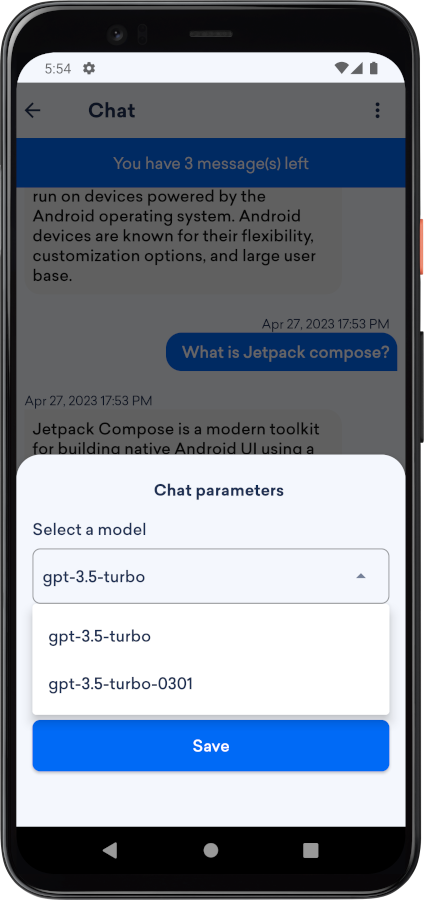 5:54
Chat
You have 3 message(s) left
run on devices powered by the
Android operating system. Android
devices are known for their flexibility,
customization options, and large user
base.
Apr 27, 2023 17:53 PM
What is Jetpack compose?
Apr 27, 2023 17:53 PM
Jetpack Compose is a modern toolkit
for building native Android UI using a
Chat parameters
Select a model
gpt-3.5-turbo
gpt-3.5-turbo
gpt-3.5-turbo-0301
Save